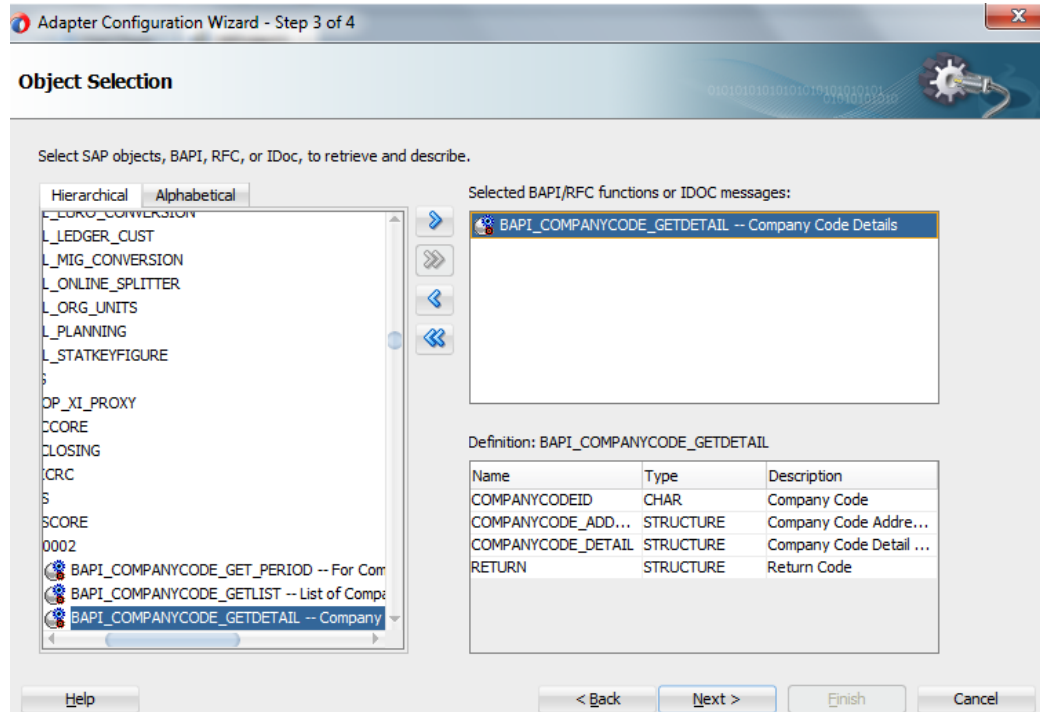 Adapter Configuration Wizard - Step 3 of 4
Object Selection
Select SAP objects, BAPI, RFC, or IDoc, to retrieve and describe.
Hierarchical Alphabetical
L_EURO_CONVERSION
L_LEDGER_CUST
L_MIG_CONVERSION
L_ONLINE_SPLITTER
L_ORG_UNITS
L_PLANNING
L_STATKEYFIGURE
S
OP_XI_PROXY
CCORE
CLOSING
CRC
S
SCORE
0002
BAPI_COMPANYCODE_GET_PERIOD -- For Com
BAPI_COMPANYCODE_GETLIST -- List of Compa
BAPI_COMPANYCODE_GETDETAIL -- Company
Selected BAPI/RFC functions or IDOC messages:
BAPI_COMPANYCODE_GETDETAIL -- Company Code Details
Definition: BAPI_COMPANYCODE_GETDETAIL
Name Type Description
COMPANYCODEID CHAR Company Code
COMPANYCODE_ADD... STRUCTURE Company Code Addre...
COMPANYCODE_DETAIL STRUCTURE Company Code Detail ...
RETURN STRUCTURE Return Code
Help < Back Next > Finish Cancel